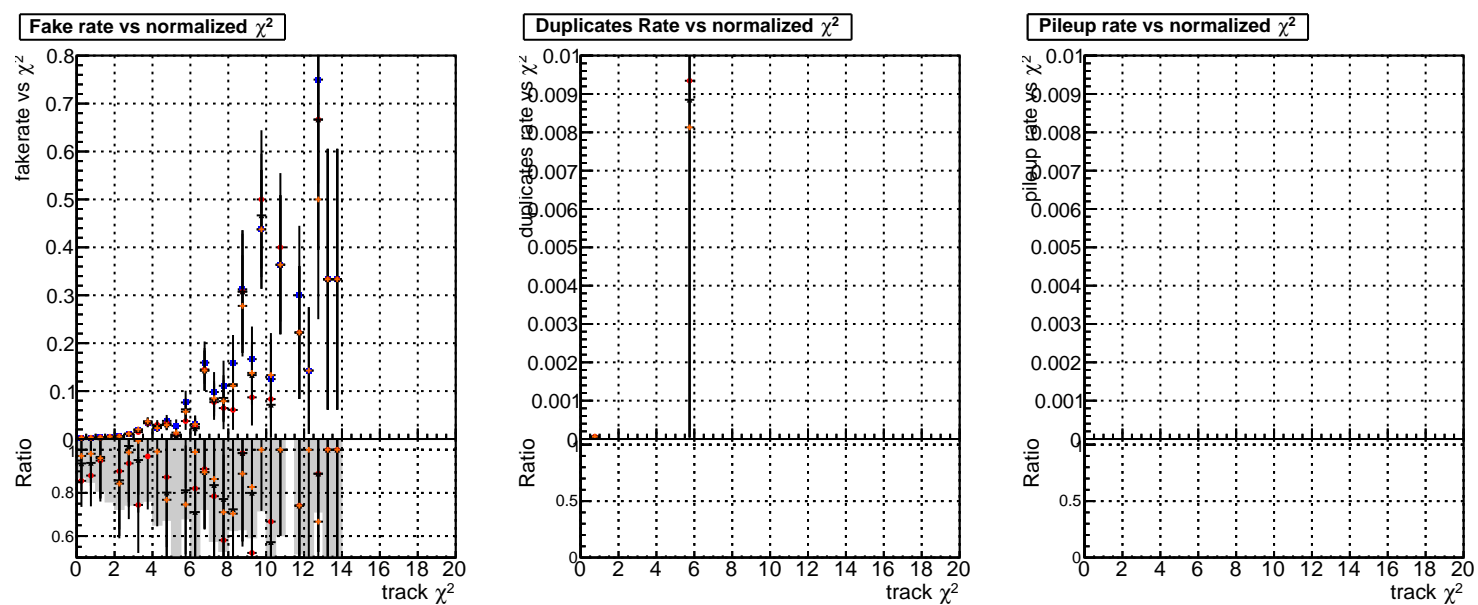 Fake rate vs normalized χ²
fakerate vs χ²
0.8
0.7
0.6
0.5
0.4
0.3
0.2
0.1
0
Ratio
1
0.8
0.6
0 2 4 6 8 10 12 14 16 18 20
track χ²
Duplicates Rate vs normalized χ²
duplicates rate vs χ²
0.01
0.009
0.008
0.007
0.006
0.005
0.004
0.003
0.002
0.001
0
Ratio
1
0.5
0
0 2 4 6 8 10 12 14 16 18 20
track χ²
Pileup rate vs normalized χ²
pileup rate vs χ²
0.01
0.009
0.008
0.007
0.006
0.005
0.004
0.003
0.002
0.001
0
Ratio
1
0.5
0
0 2 4 6 8 10 12 14 16 18 20
track χ²